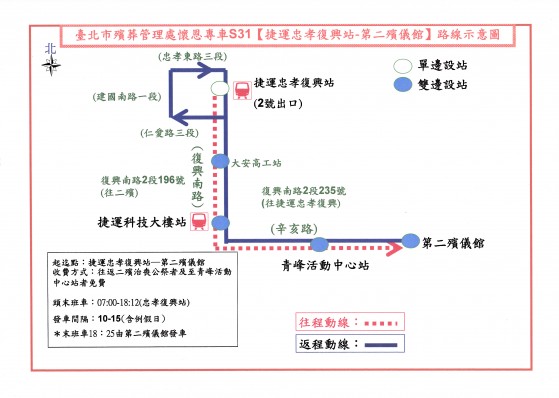 臺北市殯葬管理處懷恩專車S31【捷運忠孝復興站-第二殯儀館】路線示意圖
北
(忠孝東路三段)
單邊設站
雙邊設站
捷運忠孝復興站
(2號出口)
(建國南路一段)
(仁愛路三段)
(復興南路)
大安高工站
復興南路2段196號
(往二殯)
復興南路2段235號
(往捷運忠孝復興)
捷運科技大樓站
(辛亥路)
第二殯儀館
青峰活動中心站
起迄點：捷運忠孝復興站—第二殯儀館
收費方式：往返二殯治喪公祭者及至青峰活動
中心站者免費
頭末班車：07:00-18:12(忠孝復興站)
發車間隔：10-15(含例假日)
*末班車18：25由第二殯儀館發車
往程動線：
返程動線：